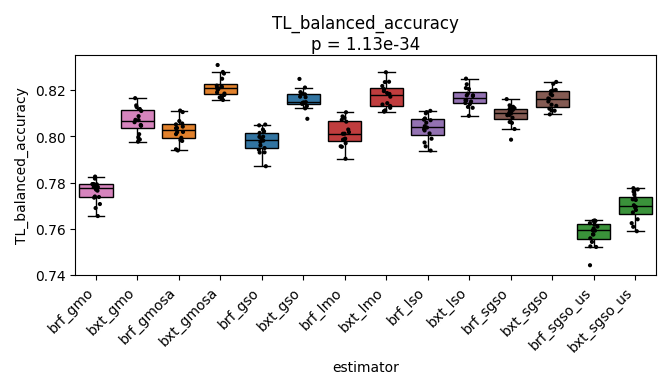 TL_balanced_accuracy
p = 1.13e-34
TL_balanced_accuracy
0.82
0.80
0.78
0.76
0.74
brf_gmo
bxt_gmo
brf_gmosa
bxt_gmosa
brf_gso
bxt_gso
brf_lmo
bxt_lmo
brf_lso
bxt_lso
brf_sgso
bxt_sgso
brf_sgso_us
bxt_sgso_us
estimator